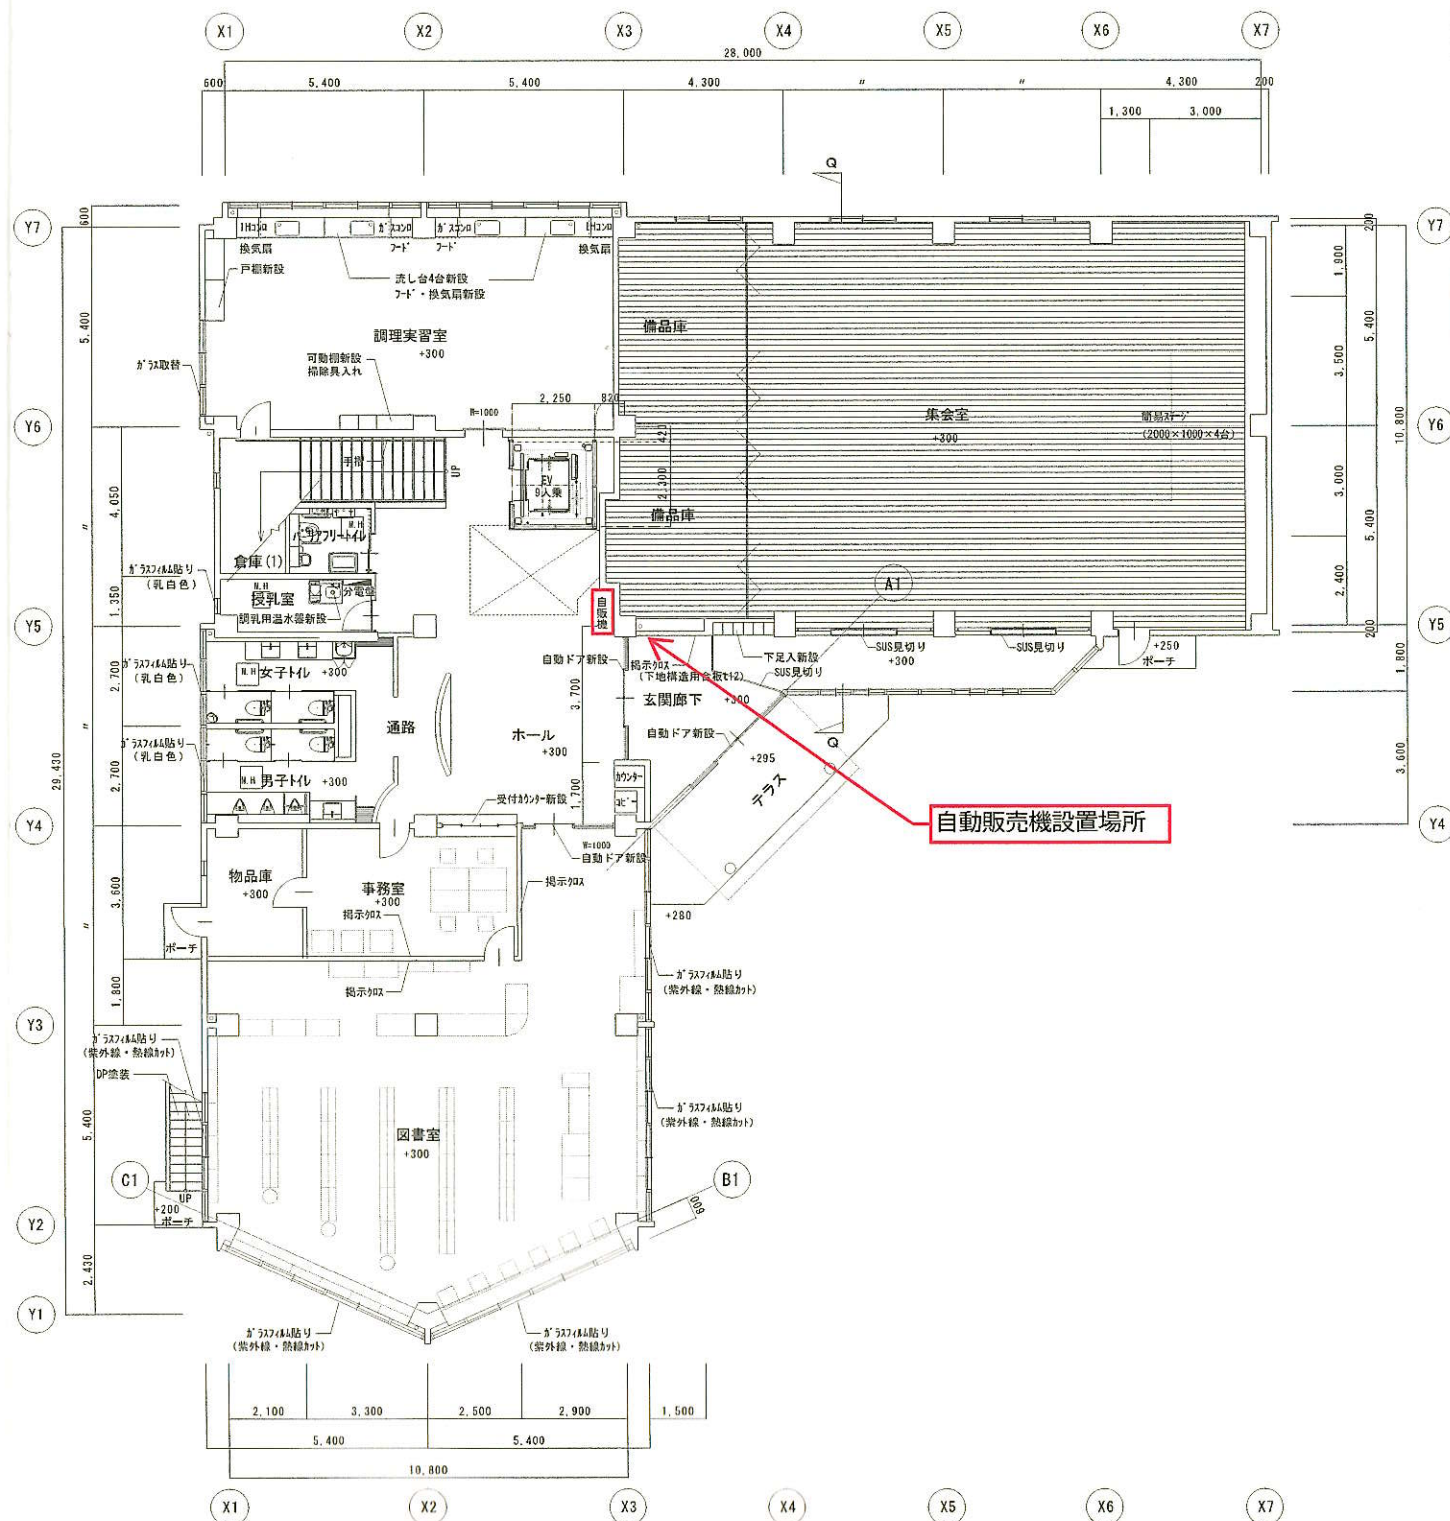 X1 X2 X3 X4 X5 X6 X7
28,000
600 5,400 5,400 4,300 〃 〃 4,300 200
1,300 3,000
Q
Y7 600 200 Y7
IHコンロ ガスコンロ ガスコンロ IHコンロ
換気扇 フード フード 換気扇
戸棚新設
流し台4台新設
フード・換気扇新設
1,900
5,400 5,400
調理実習室
+300
備品庫
可動棚新設
掃除具入れ
ガラス取替
3,500
2,250 820
集会室
+300
簡易ステージ
(2000×1000×4台)
10,800
Y6 W=1000 420 Y6
手摺
UP
EV
9人乗
2,300
3,000
4,050
〃
備品庫
M.H
バリアフリートイレ
倉庫(1)
5,400
ガラスフィルム貼り
(乳白色)
M.H
授乳室
分電盤
調乳用温水器新設
1,350
自販機
A1
2,400
Y5 200 Y5
ガラスフィルム貼り
(乳白色)
M.H
女子トイレ
+300
自動ドア新設
掲示クロス
(下地構造用合板t12)
下足入新設
SUS見切り
SUS見切り
+300
SUS見切り
+250
ポーチ
1,800
2,700
3,700
玄関廊下
+300
通路
ホール
+300
自動ドア新設
Q
+295
テラス
ガラスフィルム貼り
(乳白色)
〃
29,430
2,700
M.H
男子トイレ
+300
カウンター
コピー
1,700
受付カウンター新設
3,600
自動販売機設置場所
Y4 Y4
W=1000
自動ドア新設
物品庫
+300
事務室
+300
掲示クロス
掲示クロス
3,600
〃
+280
ポーチ
掲示クロス
ガラスフィルム貼り
(紫外線・熱線カット)
1,800
Y3
ガラスフィルム貼り
(紫外線・熱線カット)
DP塗装
ガラスフィルム貼り
(紫外線・熱線カット)
5,400
図書室
+300
C1 B1
UP
+200
ポーチ
600
Y2
2,430
Y1
ガラスフィルム貼り
(紫外線・熱線カット)
ガラスフィルム貼り
(紫外線・熱線カット)
2,100 3,300 2,500 2,900 1,500
5,400 5,400
10,800
X1 X2 X3 X4 X5 X6 X7